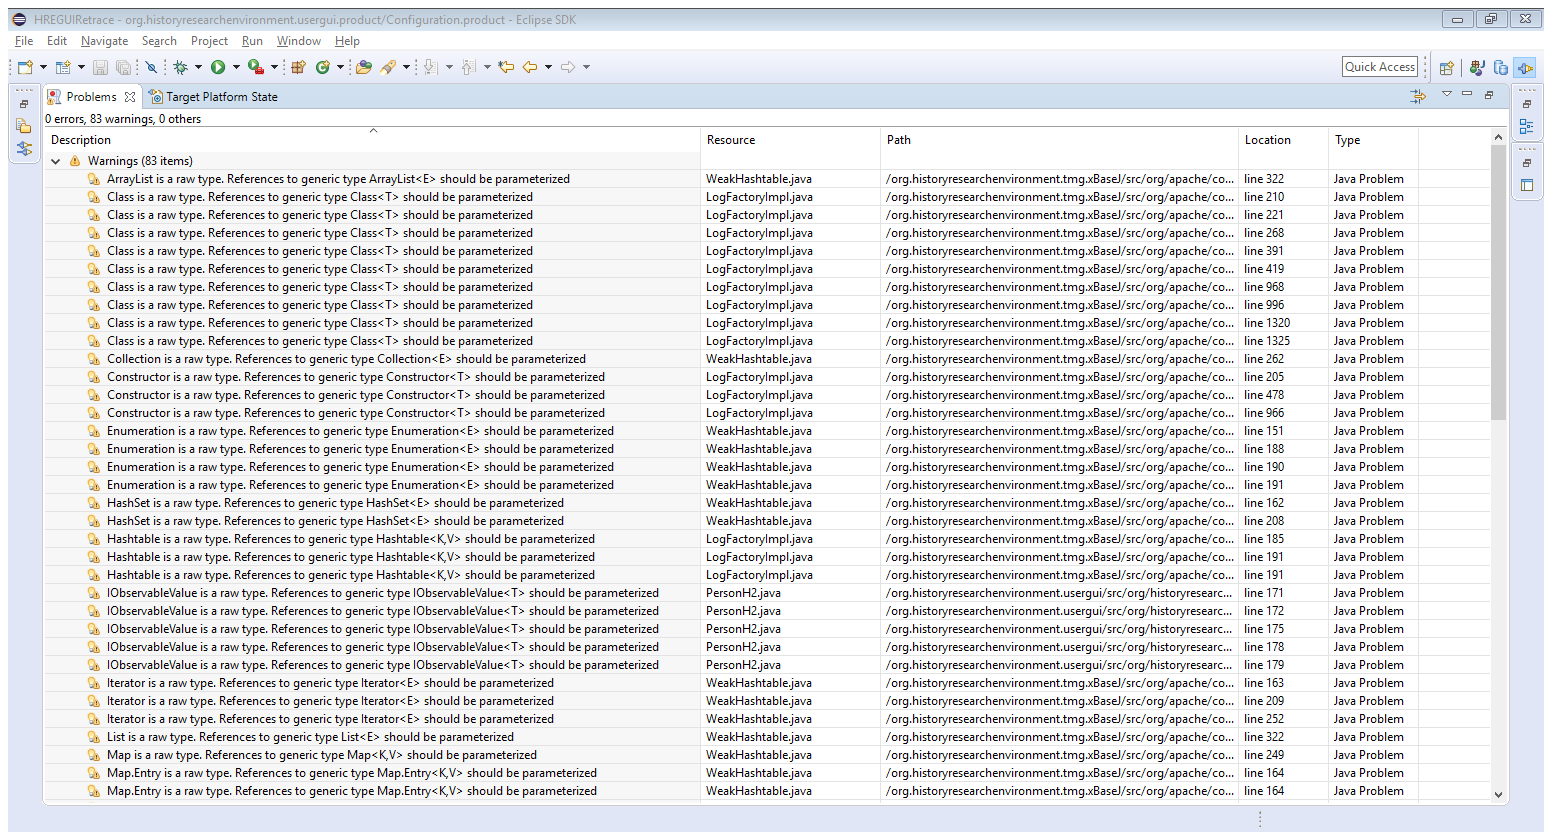 HREGUIRetrace - org.historyresearchenvironment.usergui.product/Configuration.product - Eclipse SDK
File Edit Navigate Search Project Run Window Help
Quick Access
Problems Target Platform State
0 errors, 83 warnings, 0 others
Description Resource Path Location Type
Warnings (83 items)
ArrayList is a raw type. References to generic type ArrayList<E> should be parameterized WeakHashtable.java /org.historyresearchenvironment.tmg.xBaseJ/src/org/apache/co... line 322 Java Problem
Class is a raw type. References to generic type Class<T> should be parameterized LogFactoryImpl.java /org.historyresearchenvironment.tmg.xBaseJ/src/org/apache/co... line 210 Java Problem
Class is a raw type. References to generic type Class<T> should be parameterized LogFactoryImpl.java /org.historyresearchenvironment.tmg.xBaseJ/src/org/apache/co... line 221 Java Problem
Class is a raw type. References to generic type Class<T> should be parameterized LogFactoryImpl.java /org.historyresearchenvironment.tmg.xBaseJ/src/org/apache/co... line 268 Java Problem
Class is a raw type. References to generic type Class<T> should be parameterized LogFactoryImpl.java /org.historyresearchenvironment.tmg.xBaseJ/src/org/apache/co... line 391 Java Problem
Class is a raw type. References to generic type Class<T> should be parameterized LogFactoryImpl.java /org.historyresearchenvironment.tmg.xBaseJ/src/org/apache/co... line 419 Java Problem
Class is a raw type. References to generic type Class<T> should be parameterized LogFactoryImpl.java /org.historyresearchenvironment.tmg.xBaseJ/src/org/apache/co... line 968 Java Problem
Class is a raw type. References to generic type Class<T> should be parameterized LogFactoryImpl.java /org.historyresearchenvironment.tmg.xBaseJ/src/org/apache/co... line 996 Java Problem
Class is a raw type. References to generic type Class<T> should be parameterized LogFactoryImpl.java /org.historyresearchenvironment.tmg.xBaseJ/src/org/apache/co... line 1320 Java Problem
Class is a raw type. References to generic type Class<T> should be parameterized LogFactoryImpl.java /org.historyresearchenvironment.tmg.xBaseJ/src/org/apache/co... line 1325 Java Problem
Collection is a raw type. References to generic type Collection<E> should be parameterized WeakHashtable.java /org.historyresearchenvironment.tmg.xBaseJ/src/org/apache/co... line 262 Java Problem
Constructor is a raw type. References to generic type Constructor<T> should be parameterized LogFactoryImpl.java /org.historyresearchenvironment.tmg.xBaseJ/src/org/apache/co... line 205 Java Problem
Constructor is a raw type. References to generic type Constructor<T> should be parameterized LogFactoryImpl.java /org.historyresearchenvironment.tmg.xBaseJ/src/org/apache/co... line 478 Java Problem
Constructor is a raw type. References to generic type Constructor<T> should be parameterized LogFactoryImpl.java /org.historyresearchenvironment.tmg.xBaseJ/src/org/apache/co... line 966 Java Problem
Enumeration is a raw type. References to generic type Enumeration<E> should be parameterized WeakHashtable.java /org.historyresearchenvironment.tmg.xBaseJ/src/org/apache/co... line 151 Java Problem
Enumeration is a raw type. References to generic type Enumeration<E> should be parameterized WeakHashtable.java /org.historyresearchenvironment.tmg.xBaseJ/src/org/apache/co... line 188 Java Problem
Enumeration is a raw type. References to generic type Enumeration<E> should be parameterized WeakHashtable.java /org.historyresearchenvironment.tmg.xBaseJ/src/org/apache/co... line 190 Java Problem
Enumeration is a raw type. References to generic type Enumeration<E> should be parameterized WeakHashtable.java /org.historyresearchenvironment.tmg.xBaseJ/src/org/apache/co... line 191 Java Problem
HashSet is a raw type. References to generic type HashSet<E> should be parameterized WeakHashtable.java /org.historyresearchenvironment.tmg.xBaseJ/src/org/apache/co... line 162 Java Problem
HashSet is a raw type. References to generic type HashSet<E> should be parameterized WeakHashtable.java /org.historyresearchenvironment.tmg.xBaseJ/src/org/apache/co... line 208 Java Problem
Hashtable is a raw type. References to generic type Hashtable<K,V> should be parameterized LogFactoryImpl.java /org.historyresearchenvironment.tmg.xBaseJ/src/org/apache/co... line 185 Java Problem
Hashtable is a raw type. References to generic type Hashtable<K,V> should be parameterized LogFactoryImpl.java /org.historyresearchenvironment.tmg.xBaseJ/src/org/apache/co... line 191 Java Problem
Hashtable is a raw type. References to generic type Hashtable<K,V> should be parameterized LogFactoryImpl.java /org.historyresearchenvironment.tmg.xBaseJ/src/org/apache/co... line 191 Java Problem
IObservableValue is a raw type. References to generic type IObservableValue<T> should be parameterized PersonH2.java /org.historyresearchenvironment.usergui/src/org/historyresearc... line 171 Java Problem
IObservableValue is a raw type. References to generic type IObservableValue<T> should be parameterized PersonH2.java /org.historyresearchenvironment.usergui/src/org/historyresearc... line 172 Java Problem
IObservableValue is a raw type. References to generic type IObservableValue<T> should be parameterized PersonH2.java /org.historyresearchenvironment.usergui/src/org/historyresearc... line 175 Java Problem
IObservableValue is a raw type. References to generic type IObservableValue<T> should be parameterized PersonH2.java /org.historyresearchenvironment.usergui/src/org/historyresearc... line 178 Java Problem
IObservableValue is a raw type. References to generic type IObservableValue<T> should be parameterized PersonH2.java /org.historyresearchenvironment.usergui/src/org/historyresearc... line 179 Java Problem
Iterator is a raw type. References to generic type Iterator<E> should be parameterized WeakHashtable.java /org.historyresearchenvironment.tmg.xBaseJ/src/org/apache/co... line 163 Java Problem
Iterator is a raw type. References to generic type Iterator<E> should be parameterized WeakHashtable.java /org.historyresearchenvironment.tmg.xBaseJ/src/org/apache/co... line 209 Java Problem
Iterator is a raw type. References to generic type Iterator<E> should be parameterized WeakHashtable.java /org.historyresearchenvironment.tmg.xBaseJ/src/org/apache/co... line 252 Java Problem
List is a raw type. References to generic type List<E> should be parameterized WeakHashtable.java /org.historyresearchenvironment.tmg.xBaseJ/src/org/apache/co... line 322 Java Problem
Map is a raw type. References to generic type Map<K,V> should be parameterized WeakHashtable.java /org.historyresearchenvironment.tmg.xBaseJ/src/org/apache/co... line 249 Java Problem
Map.Entry is a raw type. References to generic type Map.Entry<K,V> should be parameterized WeakHashtable.java /org.historyresearchenvironment.tmg.xBaseJ/src/org/apache/co... line 164 Java Problem
Map.Entry is a raw type. References to generic type Map.Entry<K,V> should be parameterized WeakHashtable.java /org.historyresearchenvironment.tmg.xBaseJ/src/org/apache/co... line 164 Java Problem